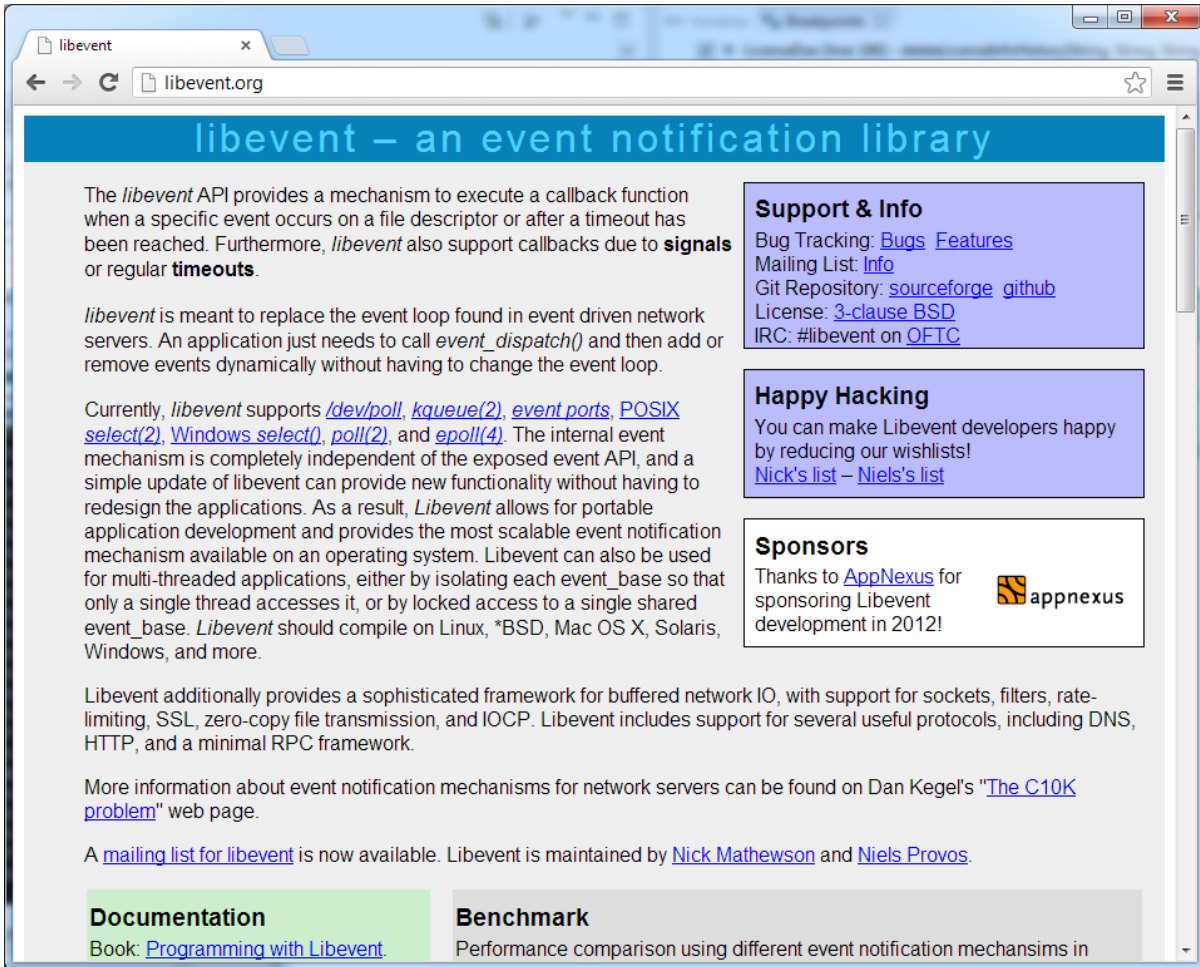 libevent
libevent.org
libevent – an event notification library
The libevent API provides a mechanism to execute a callback function
when a specific event occurs on a file descriptor or after a timeout has
been reached. Furthermore, libevent also support callbacks due to signals
or regular timeouts.
libevent is meant to replace the event loop found in event driven network
servers. An application just needs to call event_dispatch() and then add or
remove events dynamically without having to change the event loop.
Currently, libevent supports /dev/poll, kqueue(2), event ports, POSIX
select(2), Windows select(), poll(2), and epoll(4). The internal event
mechanism is completely independent of the exposed event API, and a
simple update of libevent can provide new functionality without having to
redesign the applications. As a result, Libevent allows for portable
application development and provides the most scalable event notification
mechanism available on an operating system. Libevent can also be used
for multi-threaded applications, either by isolating each event_base so that
only a single thread accesses it, or by locked access to a single shared
event_base. Libevent should compile on Linux, *BSD, Mac OS X, Solaris,
Windows, and more.
Support & Info
Bug Tracking: Bugs Features
Mailing List: Info
Git Repository: sourceforge github
License: 3-clause BSD
IRC: #libevent on OFTC
Happy Hacking
You can make Libevent developers happy
by reducing our wishlists!
Nick's list – Niels's list
Sponsors
Thanks to AppNexus for
sponsoring Libevent
development in 2012!
appnexus
Libevent additionally provides a sophisticated framework for buffered network IO, with support for sockets, filters, rate-
limiting, SSL, zero-copy file transmission, and IOCP. Libevent includes support for several useful protocols, including DNS,
HTTP, and a minimal RPC framework.
More information about event notification mechanisms for network servers can be found on Dan Kegel's "The C10K
problem" web page.
A mailing list for libevent is now available. Libevent is maintained by Nick Mathewson and Niels Provos.
Documentation
Book: Programming with Libevent.
Benchmark
Performance comparison using different event notification mechansims in